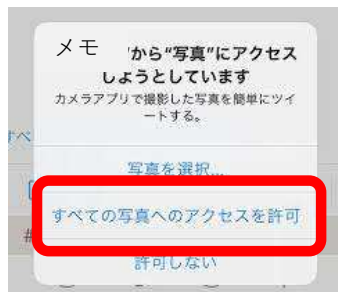 メモ 'から“写真”にアクセス
しようとしています
カメラアプリで撮影した写真を簡単にツイ
ートする。
すべ
写真を選択...
すべての写真へのアクセスを許可
#
許可しない